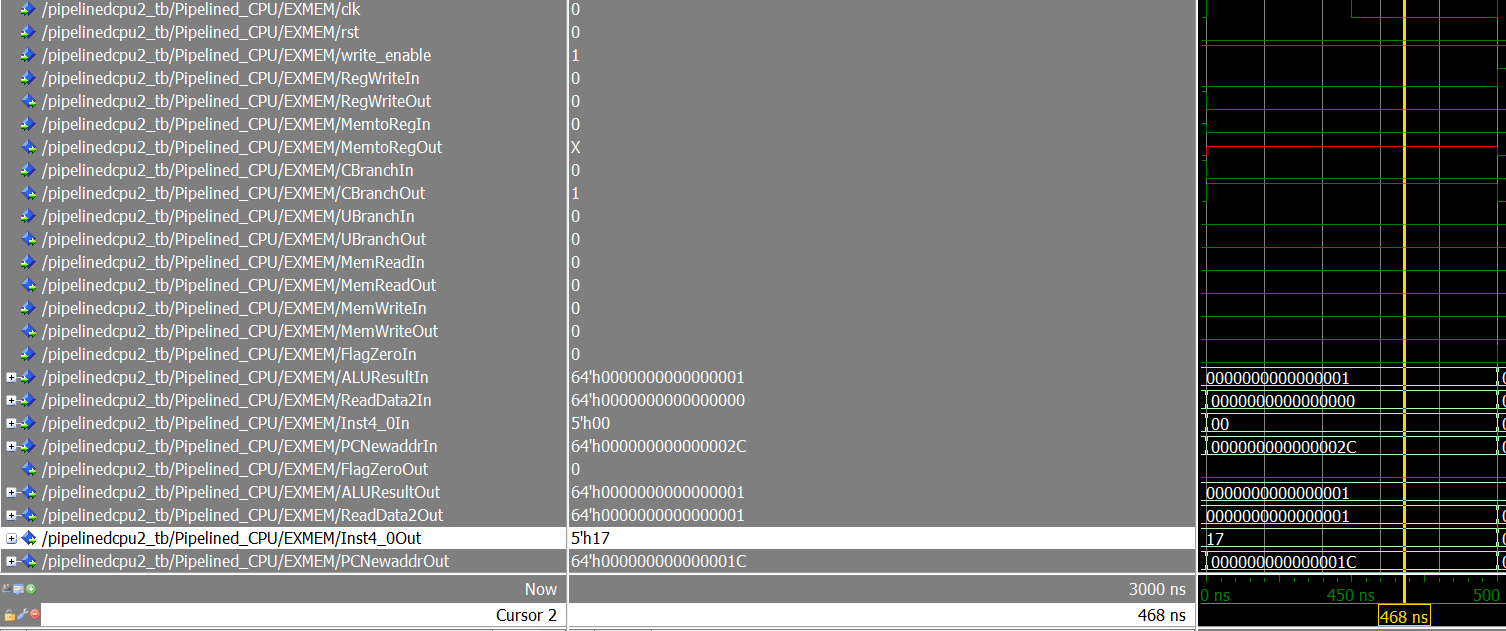 /pipelinedcpu2_tb/Pipelined_CPU/EXMEM/clk 0
/pipelinedcpu2_tb/Pipelined_CPU/EXMEM/rst 0
/pipelinedcpu2_tb/Pipelined_CPU/EXMEM/write_enable 1
/pipelinedcpu2_tb/Pipelined_CPU/EXMEM/RegWriteIn 0
/pipelinedcpu2_tb/Pipelined_CPU/EXMEM/RegWriteOut 0
/pipelinedcpu2_tb/Pipelined_CPU/EXMEM/MemtoRegIn 0
/pipelinedcpu2_tb/Pipelined_CPU/EXMEM/MemtoRegOut X
/pipelinedcpu2_tb/Pipelined_CPU/EXMEM/CBranchIn 0
/pipelinedcpu2_tb/Pipelined_CPU/EXMEM/CBranchOut 1
/pipelinedcpu2_tb/Pipelined_CPU/EXMEM/UBranchIn 0
/pipelinedcpu2_tb/Pipelined_CPU/EXMEM/UBranchOut 0
/pipelinedcpu2_tb/Pipelined_CPU/EXMEM/MemReadIn 0
/pipelinedcpu2_tb/Pipelined_CPU/EXMEM/MemReadOut 0
/pipelinedcpu2_tb/Pipelined_CPU/EXMEM/MemWriteIn 0
/pipelinedcpu2_tb/Pipelined_CPU/EXMEM/MemWriteOut 0
/pipelinedcpu2_tb/Pipelined_CPU/EXMEM/FlagZeroIn 0
/pipelinedcpu2_tb/Pipelined_CPU/EXMEM/ALUResultIn 64'h0000000000000001 0000000000000001
/pipelinedcpu2_tb/Pipelined_CPU/EXMEM/ReadData2In 64'h0000000000000000 0000000000000000
/pipelinedcpu2_tb/Pipelined_CPU/EXMEM/Inst4_0In 5'h00 00
/pipelinedcpu2_tb/Pipelined_CPU/EXMEM/PCNewaddrIn 64'h000000000000002C 000000000000002C
/pipelinedcpu2_tb/Pipelined_CPU/EXMEM/FlagZeroOut 0
/pipelinedcpu2_tb/Pipelined_CPU/EXMEM/ALUResultOut 64'h0000000000000001 0000000000000001
/pipelinedcpu2_tb/Pipelined_CPU/EXMEM/ReadData2Out 64'h0000000000000001 0000000000000001
/pipelinedcpu2_tb/Pipelined_CPU/EXMEM/Inst4_0Out 5'h17 17
/pipelinedcpu2_tb/Pipelined_CPU/EXMEM/PCNewaddrOut 64'h000000000000001C 000000000000001C
Now 3000 ns 0 ns 450 ns 500
Cursor 2 468 ns 468 ns